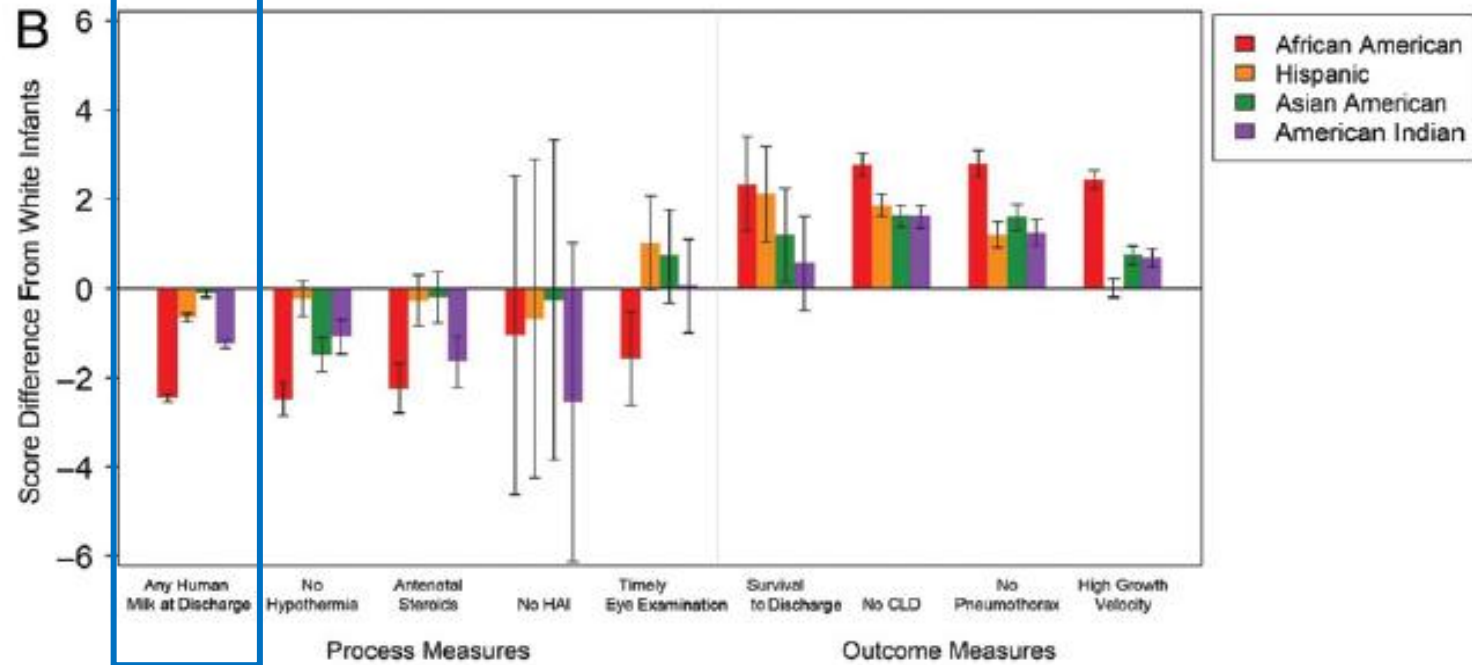 B
Score Difference From White Infants
6
4
2
0
−2
−4
−6
African American
Hispanic
Asian American
American Indian
Any Human
Milk at Discharge
No
Hypothermia
Antenatal
Steroids
No HAI
Timely
Eye Examination
Survival
to Discharge
No CLD
No
Pneumothorax
High Growth
Velocity
Process Measures
Outcome Measures